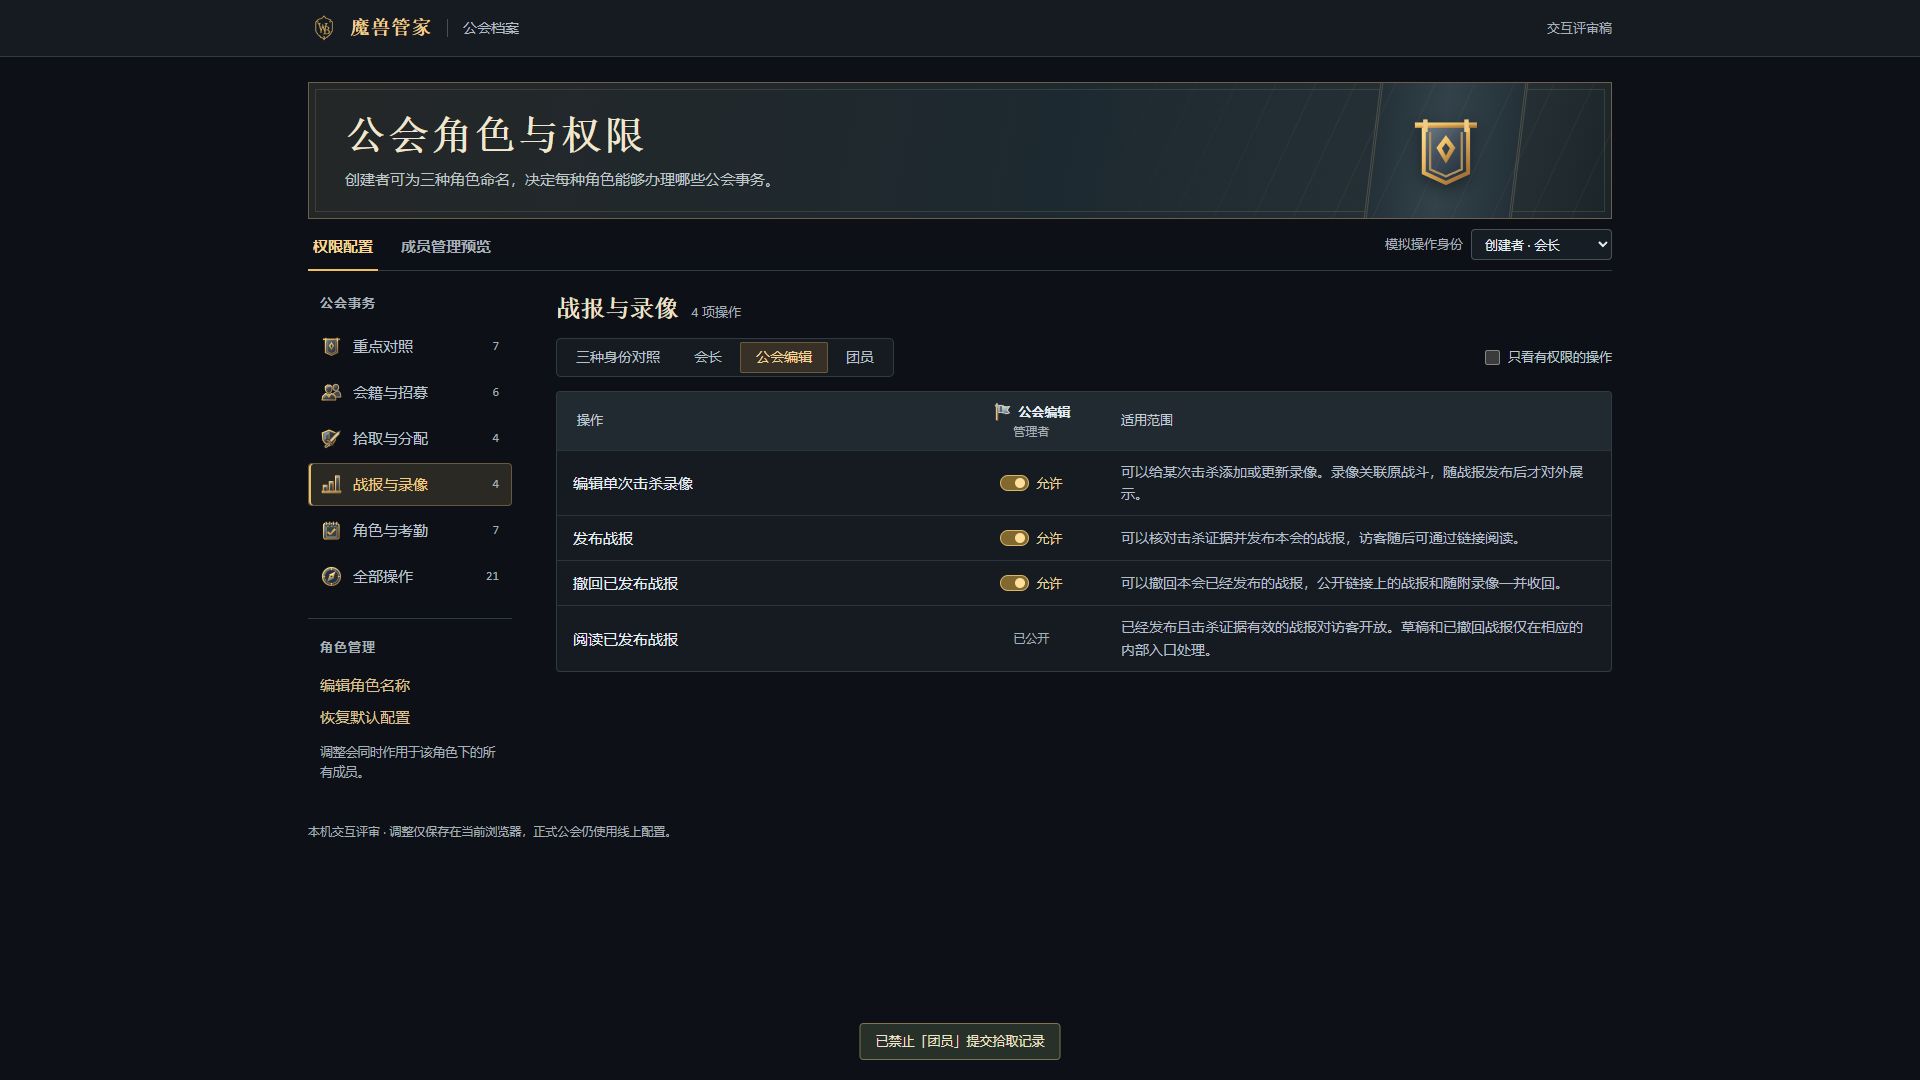 魔兽管家
公会档案
交互评审稿
公会角色与权限
创建者可为三种角色命名，决定每种角色能够办理哪些公会事务。
权限配置
成员管理预览
模拟操作身份
创建者 · 会长
公会事务
重点对照 7
会籍与招募 6
拾取与分配 4
战报与录像 4
角色与考勤 7
全部操作 21
角色管理
编辑角色名称
恢复默认配置
调整会同时作用于该角色下的所
有成员。
战报与录像 4 项操作
三种身份对照 会长 公会编辑 团员
只看有权限的操作
操作
公会编辑
管理者
适用范围
编辑单次击杀录像
允许
可以给某次击杀添加或更新录像。录像关联原战斗，随战报发布后才对外展
示。
发布战报
允许
可以核对击杀证据并发布本会的战报，访客随后可通过链接阅读。
撤回已发布战报
允许
可以撤回本会已经发布的战报，公开链接上的战报和随附录像一并收回。
阅读已发布战报
已公开
已经发布且击杀证据有效的战报对访客开放。草稿和已撤回战报仅在相应的
内部入口处理。
本机交互评审 · 调整仅保存在当前浏览器，正式公会仍使用线上配置。
已禁止「团员」提交拾取记录